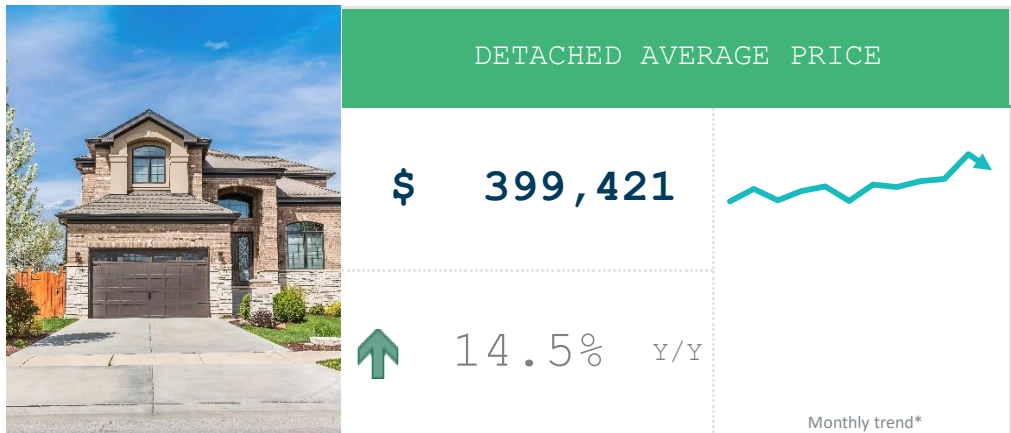 DETACHED AVERAGE PRICE
$ 399,421
14.5% Y/Y
Monthly trend*